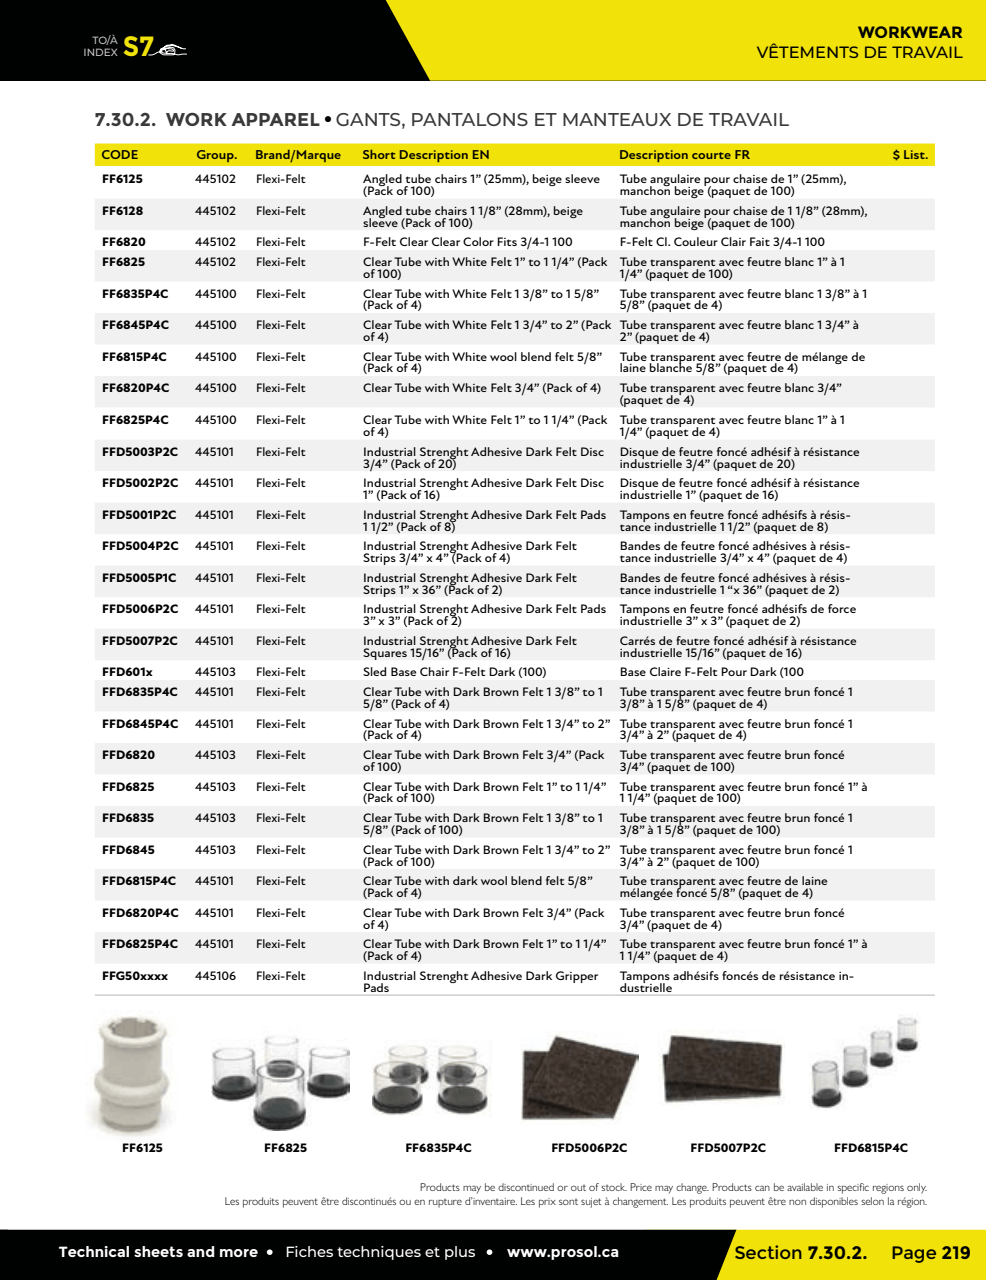 TO/À
INDEX S7
WORKWEAR
VÊTEMENTS DE TRAVAIL
7.30.2. WORK APPAREL • GANTS, PANTALONS ET MANTEAUX DE TRAVAIL
CODE Group. Brand/Marque Short Description EN Description courte FR $ List.
FF6125 445102 Flexi-Felt Angled tube chairs 1” (25mm), beige sleeve Tube angulaire pour chaise de 1” (25mm),
(Pack of 100) manchon beige (paquet de 100)
FF6128 445102 Flexi-Felt Angled tube chairs 1 1/8” (28mm), beige Tube angulaire pour chaise de 1 1/8” (28mm),
sleeve (Pack of 100) manchon beige (paquet de 100)
FF6820 445102 Flexi-Felt F-Felt Clear Clear Color Fits 3/4-1 100 F-Felt Cl. Couleur Clair Fait 3/4-1 100
FF6825 445102 Flexi-Felt Clear Tube with White Felt 1” to 1 1/4” (Pack Tube transparent avec feutre blanc 1” à 1
of 100) 1/4” (paquet de 100)
FF6835P4C 445100 Flexi-Felt Clear Tube with White Felt 1 3/8” to 1 5/8” Tube transparent avec feutre blanc 1 3/8” à 1
(Pack of 4) 5/8” (paquet de 4)
FF6845P4C 445100 Flexi-Felt Clear Tube with White Felt 1 3/4” to 2” (Pack Tube transparent avec feutre blanc 1 3/4” à
of 4) 2” (paquet de 4)
FF6815P4C 445100 Flexi-Felt Clear Tube with White wool blend felt 5/8” Tube transparent avec feutre de mélange de
(Pack of 4) laine blanche 5/8” (paquet de 4)
FF6820P4C 445100 Flexi-Felt Clear Tube with White Felt 3/4” (Pack of 4) Tube transparent avec feutre blanc 3/4”
(paquet de 4)
FF6825P4C 445100 Flexi-Felt Clear Tube with White Felt 1” to 1 1/4” (Pack Tube transparent avec feutre blanc 1” à 1
of 4) 1/4” (paquet de 4)
FFD5003P2C 445101 Flexi-Felt Industrial Strenght Adhesive Dark Felt Disc Disque de feutre foncé adhésif à résistance
3/4” (Pack of 20) industrielle 3/4” (paquet de 20)
FFD5002P2C 445101 Flexi-Felt Industrial Strenght Adhesive Dark Felt Disc Disque de feutre foncé adhésif à résistance
1” (Pack of 16) industrielle 1” (paquet de 16)
FFD5001P2C 445101 Flexi-Felt Industrial Strenght Adhesive Dark Felt Pads Tampons en feutre foncé adhésifs à résis-
1 1/2” (Pack of 8) tance industrielle 1 1/2” (paquet de 8)
FFD5004P2C 445101 Flexi-Felt Industrial Strenght Adhesive Dark Felt Bandes de feutre foncé adhésives à résis-
Strips 3/4” x 4” (Pack of 4) tance industrielle 3/4” x 4” (paquet de 4)
FFD5005P1C 445101 Flexi-Felt Industrial Strenght Adhesive Dark Felt Bandes de feutre foncé adhésives à résis-
Strips 1” x 36” (Pack of 2) tance industrielle 1 “x 36” (paquet de 2)
FFD5006P2C 445101 Flexi-Felt Industrial Strenght Adhesive Dark Felt Pads Tampons en feutre foncé adhésifs de force
3” x 3” (Pack of 2) industrielle 3” x 3” (paquet de 2)
FFD5007P2C 445101 Flexi-Felt Industrial Strenght Adhesive Dark Felt Carrés de feutre foncé adhésif à résistance
Squares 15/16” (Pack of 16) industrielle 15/16” (paquet de 16)
FFD601x 445103 Flexi-Felt Sled Base Chair F-Felt Dark (100) Base Claire F-Felt Pour Dark (100
FFD6835P4C 445101 Flexi-Felt Clear Tube with Dark Brown Felt 1 3/8” to 1 Tube transparent avec feutre brun foncé 1
5/8” (Pack of 4) 3/8” à 1 5/8” (paquet de 4)
FFD6845P4C 445101 Flexi-Felt Clear Tube with Dark Brown Felt 1 3/4” to 2” Tube transparent avec feutre brun foncé 1
(Pack of 4) 3/4” à 2” (paquet de 4)
FFD6820 445103 Flexi-Felt Clear Tube with Dark Brown Felt 3/4” (Pack Tube transparent avec feutre brun foncé
of 100) 3/4” (paquet de 100)
FFD6825 445103 Flexi-Felt Clear Tube with Dark Brown Felt 1” to 1 1/4” Tube transparent avec feutre brun foncé 1” à
(Pack of 100) 1 1/4” (paquet de 100)
FFD6835 445103 Flexi-Felt Clear Tube with Dark Brown Felt 1 3/8” to 1 Tube transparent avec feutre brun foncé 1
5/8” (Pack of 100) 3/8” à 1 5/8” (paquet de 100)
FFD6845 445103 Flexi-Felt Clear Tube with Dark Brown Felt 1 3/4” to 2” Tube transparent avec feutre brun foncé 1
(Pack of 100) 3/4” à 2” (paquet de 100)
FFD6815P4C 445101 Flexi-Felt Clear Tube with dark wool blend felt 5/8” Tube transparent avec feutre de laine
(Pack of 4) mélangée foncé 5/8” (paquet de 4)
FFD6820P4C 445101 Flexi-Felt Clear Tube with Dark Brown Felt 3/4” (Pack Tube transparent avec feutre brun foncé
of 4) 3/4” (paquet de 4)
FFD6825P4C 445101 Flexi-Felt Clear Tube with Dark Brown Felt 1” to 1 1/4” Tube transparent avec feutre brun foncé 1” à
(Pack of 4) 1 1/4” (paquet de 4)
FFG50xxxx 445106 Flexi-Felt Industrial Strenght Adhesive Dark Gripper Tampons adhésifs foncés de résistance in-
Pads dustrielle
FF6125 FF6825 FF6835P4C FFD5006P2C FFD5007P2C FFD6815P4C
Products may be discontinued or out of stock. Price may change. Products can be available in specific regions only.
Les produits peuvent être discontinués ou en rupture d'inventaire. Les prix sont sujet à changement. Les produits peuvent être non disponibles selon la région.
Technical sheets and more • Fiches techniques et plus • www.prosol.ca Section 7.30.2. Page 219